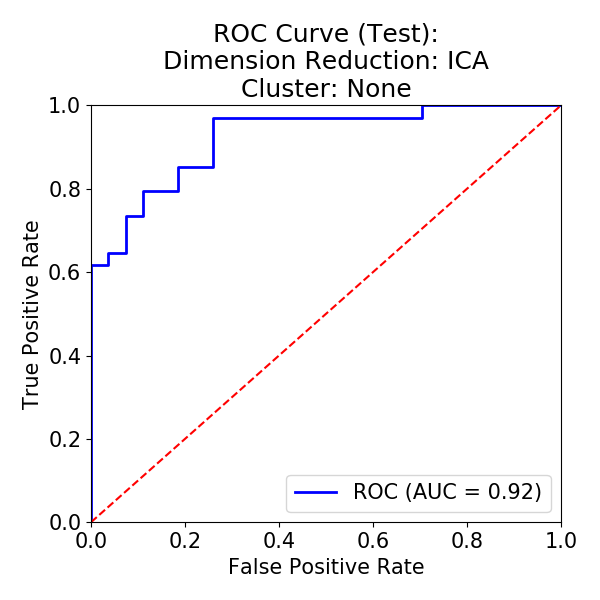 ROC Curve (Test):
Dimension Reduction: ICA
Cluster: None
1.0
0.8
0.6
0.4
0.2
0.0
True Positive Rate
ROC (AUC = 0.92)
0.0 0.2 0.4 0.6 0.8 1.0
False Positive Rate